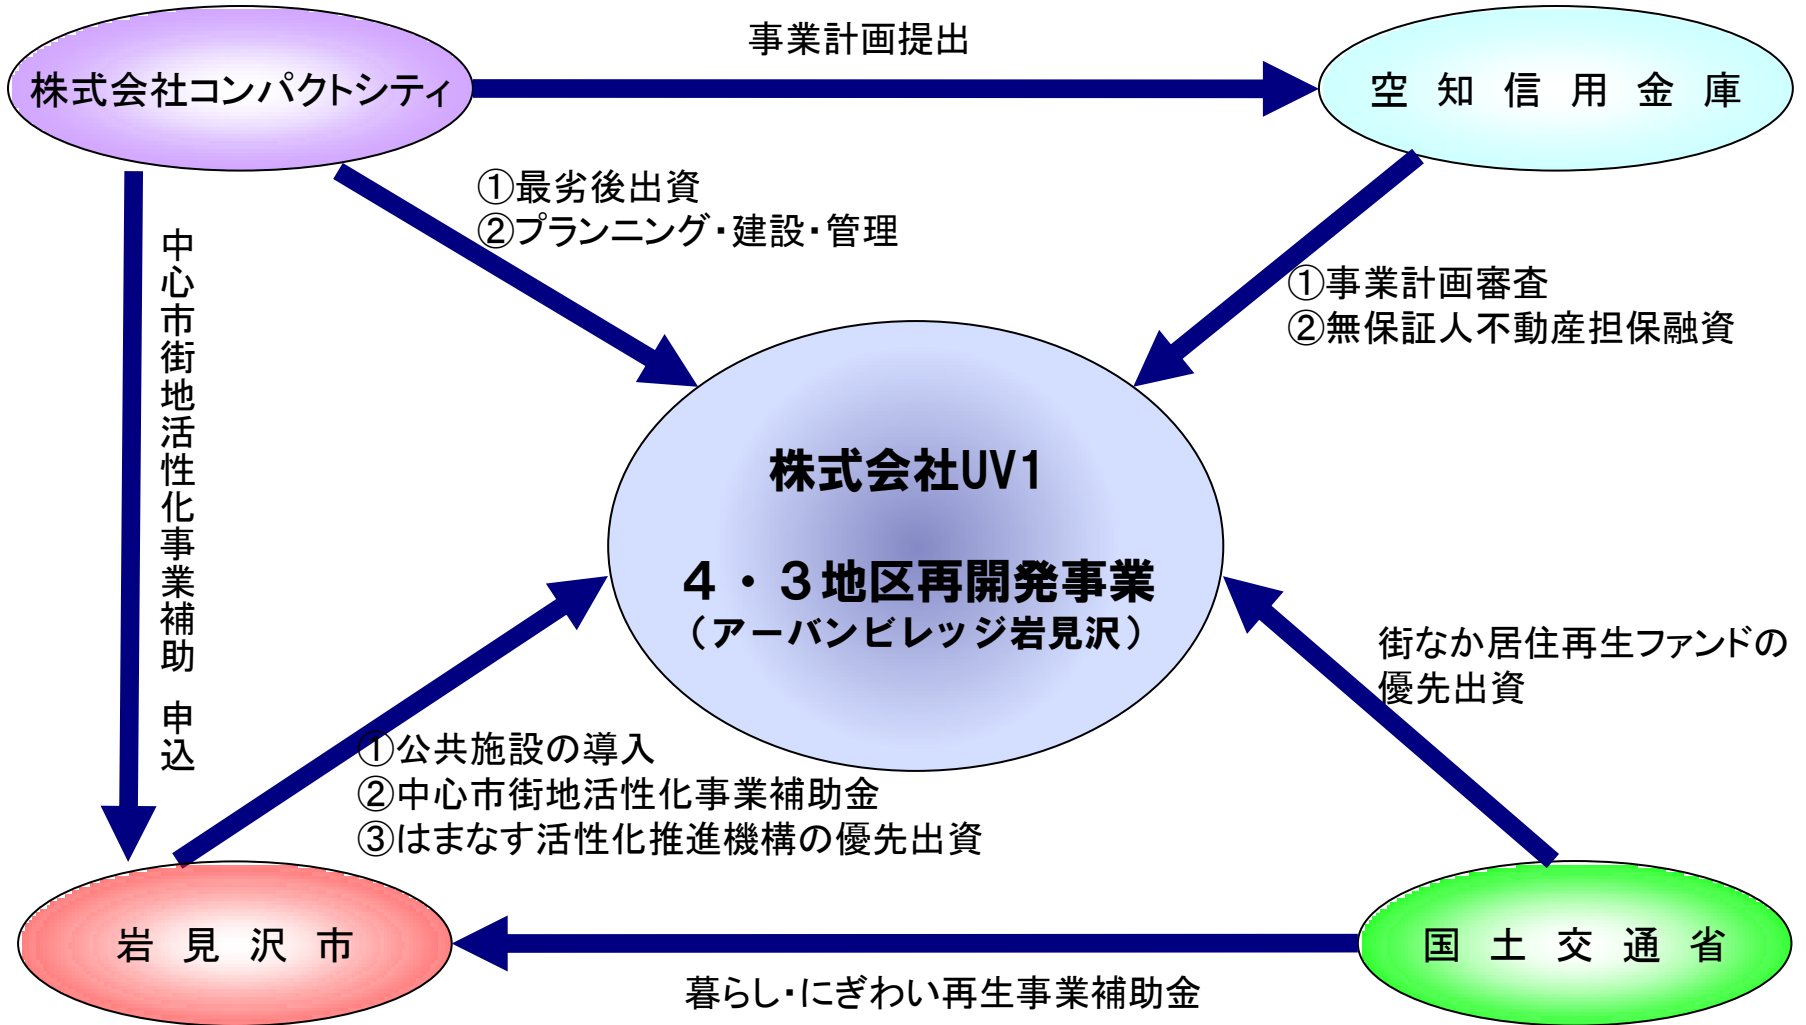 事業計画提出
株式会社コンパクトシティ
空知信用金庫
①最劣後出資
②プランニング・建設・管理
中心市街地活性化事業補助 申込
①事業計画審査
②無保証人不動産担保融資
株式会社UV1
4・3地区再開発事業
（アーバンビレッジ岩見沢）
街なか居住再生ファンドの
優先出資
①公共施設の導入
②中心市街地活性化事業補助金
③はまなす活性化推進機構の優先出資
岩見沢市
国土交通省
暮らし・にぎわい再生事業補助金